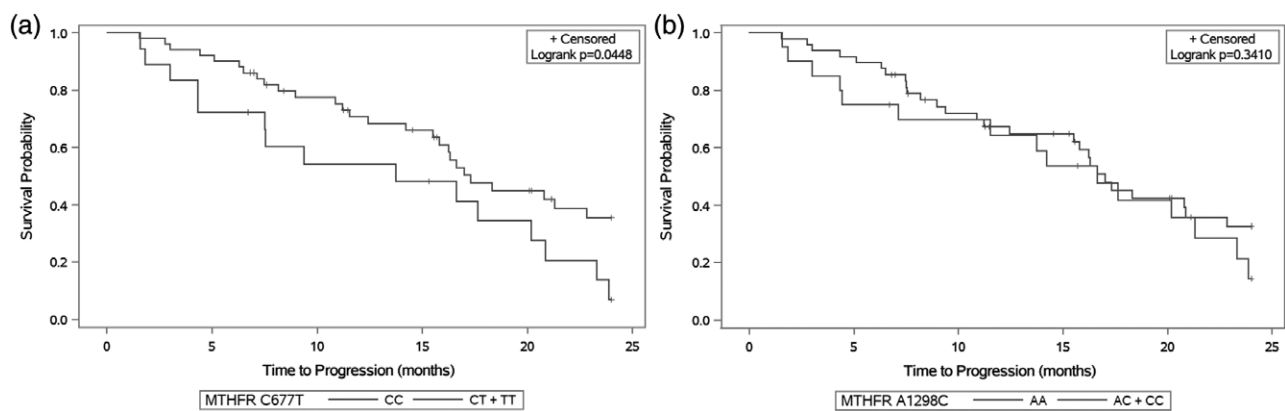 (a)
+ Censored
Logrank p=0.0448
Survival Probability
1.0
0.8
0.6
0.4
0.2
0.0
0 5 10 15 20 25
Time to Progression (months)
MTHFR C677T CC CT + TT
(b)
+ Censored
Logrank p=0.3410
Survival Probability
1.0
0.8
0.6
0.4
0.2
0.0
0 5 10 15 20 25
Time to Progression (months)
MTHFR A1298C AA AC + CC